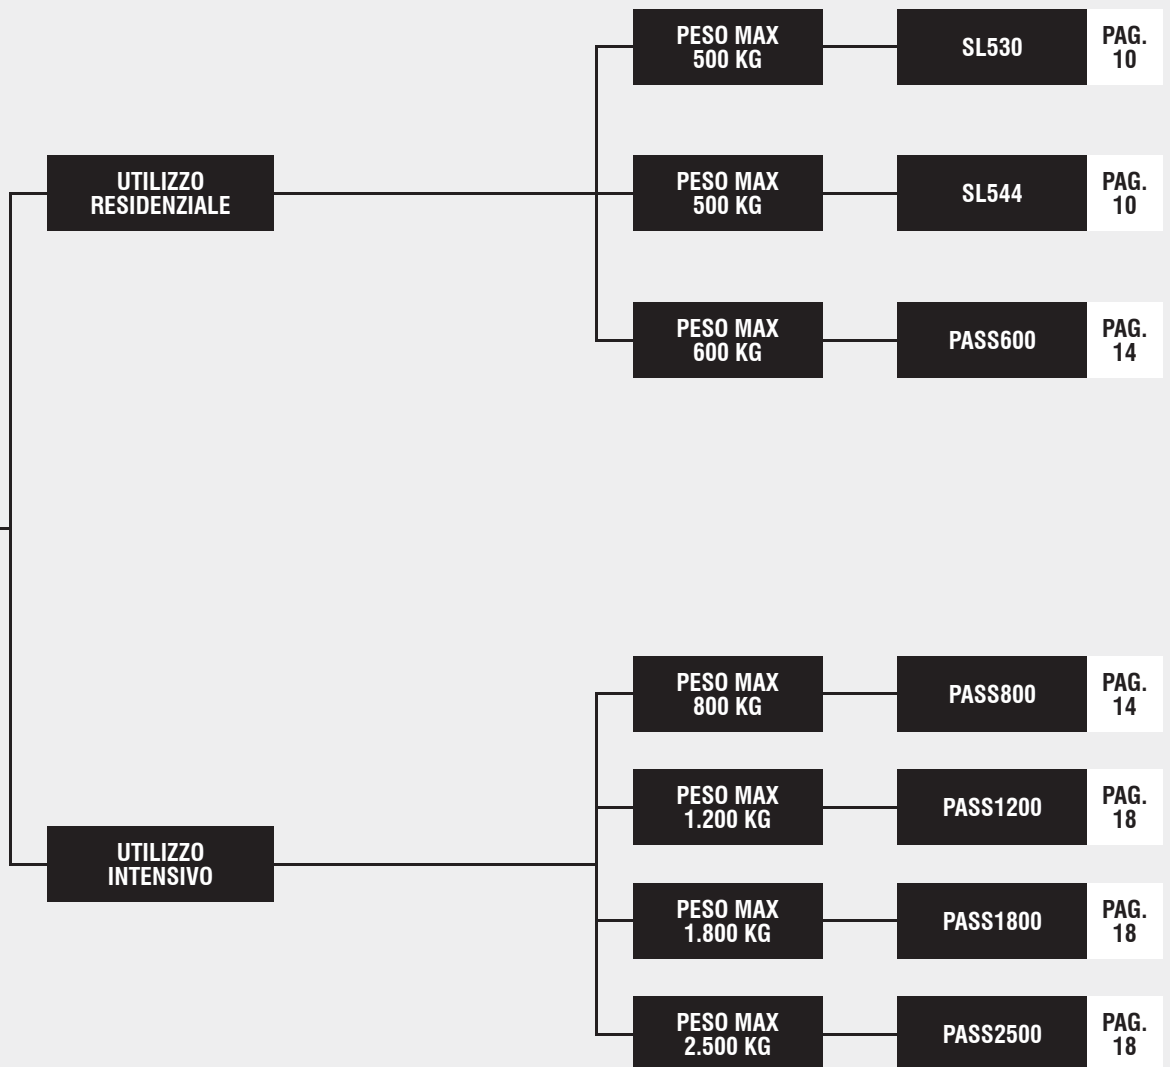 PESO MAX
500 KG
SL530
PAG.
10
UTILIZZO
RESIDENZIALE
PESO MAX
500 KG
SL544
PAG.
10
PESO MAX
600 KG
PASS600
PAG.
14
PESO MAX
800 KG
PASS800
PAG.
14
PESO MAX
1.200 KG
PASS1200
PAG.
18
UTILIZZO
INTENSIVO
PESO MAX
1.800 KG
PASS1800
PAG.
18
PESO MAX
2.500 KG
PASS2500
PAG.
18